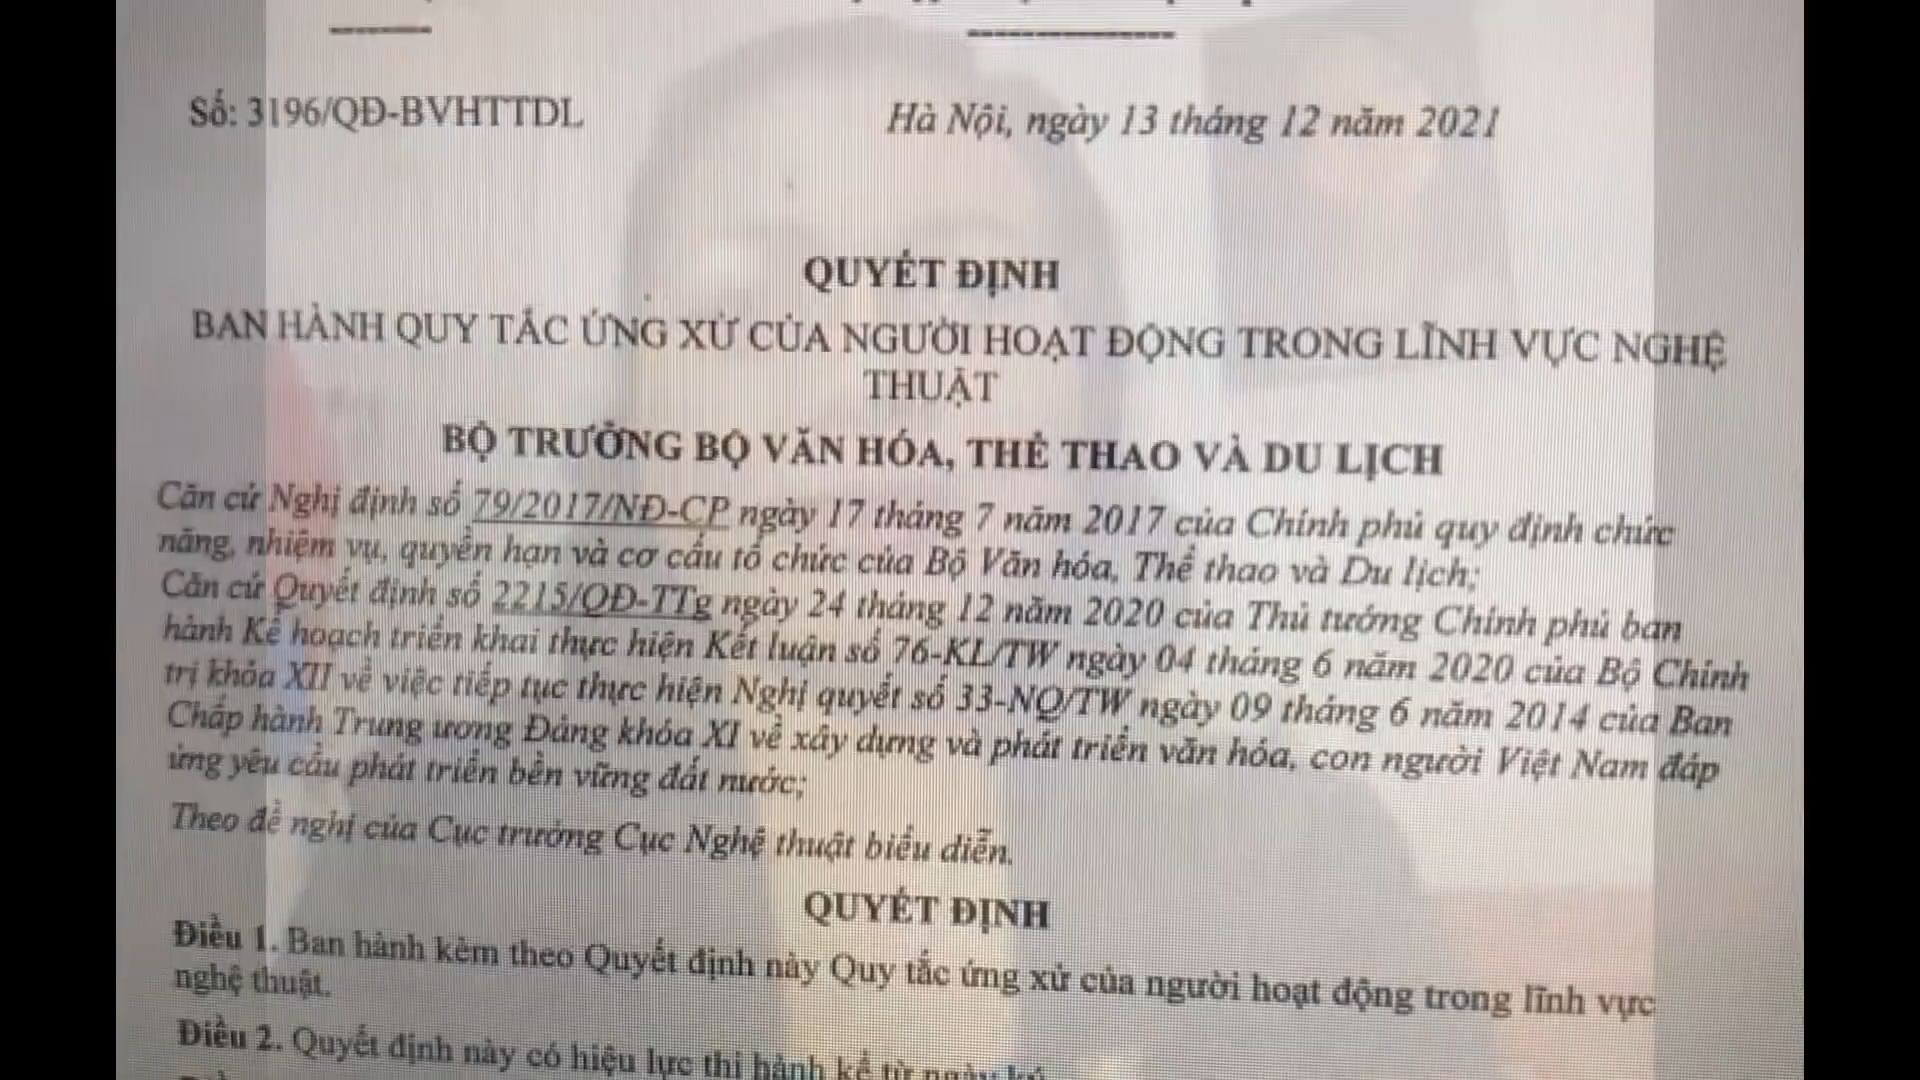 Số: 3196/QĐ-BVHTTDL
Hà Nội, ngày 13 tháng 12 năm 2021
QUYẾT ĐỊNH
BAN HÀNH QUY TẮC ỨNG XỬ CỦA NGƯỜI HOẠT ĐỘNG TRONG LĨNH VỰC NGHỆ
THUẬT
BỘ TRƯỞNG BỘ VĂN HÓA, THỂ THAO VÀ DU LỊCH
Căn cứ Nghị định số 79/2017/NĐ-CP ngày 17 tháng 7 năm 2017 của Chính phủ quy định chức
năng, nhiệm vụ, quyền hạn và cơ cấu tổ chức của Bộ Văn hóa, Thể thao và Du lịch;
Căn cứ Quyết định số 2215/QĐ-TTg ngày 24 tháng 12 năm 2020 của Thủ tướng Chính phủ ban
hành Kế hoạch triển khai thực hiện Kết luận số 76-KL/TW ngày 04 tháng 6 năm 2020 của Bộ Chính
trị khóa XII về việc tiếp tục thực hiện Nghị quyết số 33-NQ/TW ngày 09 tháng 6 năm 2014 của Ban
Chấp hành Trung ương Đảng khóa XI về xây dựng và phát triển văn hóa, con người Việt Nam đáp
ứng yêu cầu phát triển bền vững đất nước;
Theo đề nghị của Cục trưởng Cục Nghệ thuật biểu diễn.
QUYẾT ĐỊNH
Điều 1. Ban hành kèm theo Quyết định này Quy tắc ứng xử của người hoạt động trong lĩnh vực
nghệ thuật.
Điều 2. Quyết định này có hiệu lực thi hành kể từ ngày ký.